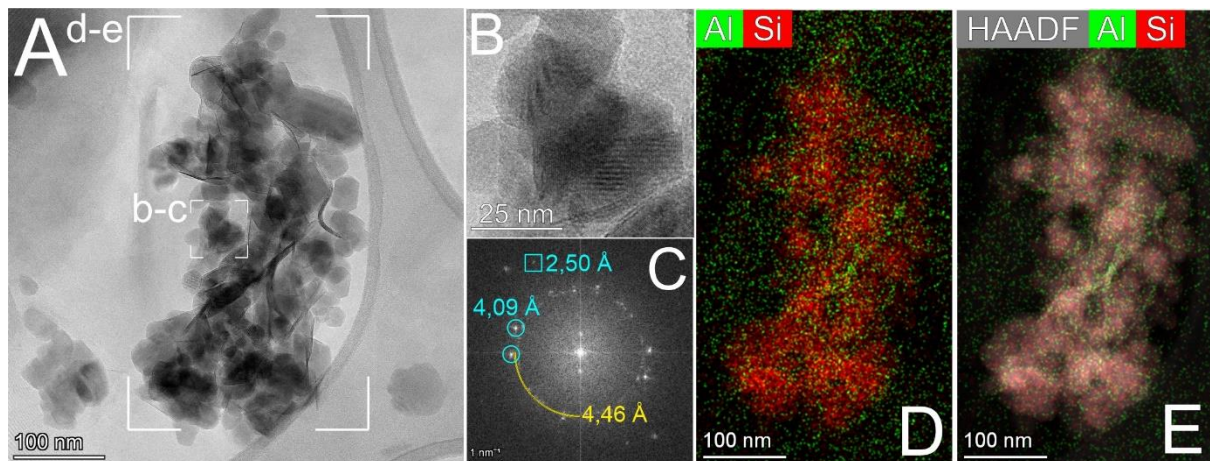 A
d-e
b-c
100 nm
B
25 nm
C
2,50 Å
4,09 Å
4,46 Å
1 nm⁻¹
Al Si
100 nm
D
HAADF Al Si
100 nm
E